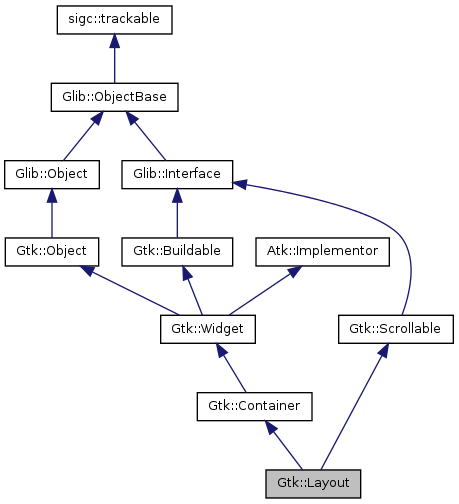 sigc::trackable
Glib::ObjectBase
Glib::Object
Glib::Interface
Gtk::Object
Gtk::Buildable
Atk::Implementor
Gtk::Widget
Gtk::Scrollable
Gtk::Container
Gtk::Layout